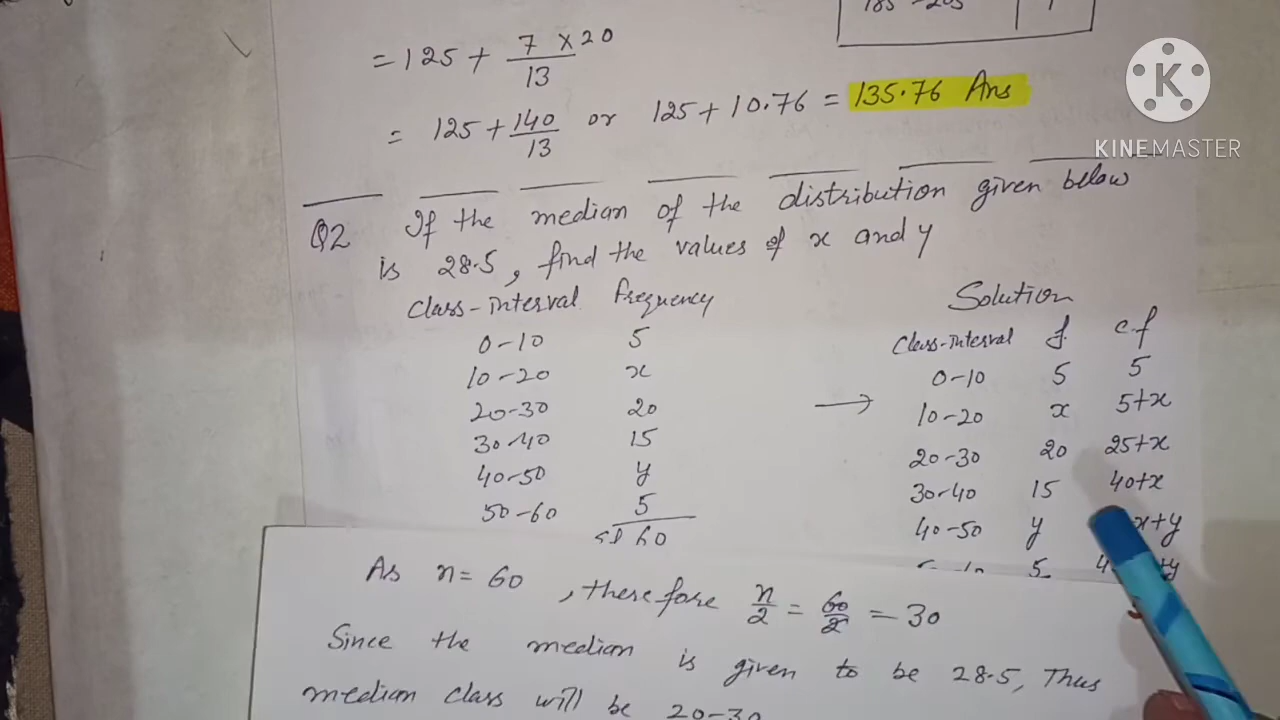 185-205 | 1
= 125 + 7 × 20 / 13
= 125 + 140/13 or 125 + 10.76 = 135.76 Ans
KINEMASTER
Q2 If the median of the distribution given below
is 28.5, find the values of x and y
Class-interval Frequency
0-10 5
10-20 x
20-30 20
30-40 15
40-50 y
50-60 5
60
Solution
Class-interval f. c.f
0-10 5 5
→ 10-20 x 5+x
20-30 20 25+x
30-40 15 40+x
40-50 y x+y
5
As n = 60, therefore n/2 = 60/2 = 30
Since the median is given to be 28.5, Thus
median class will be 20-30